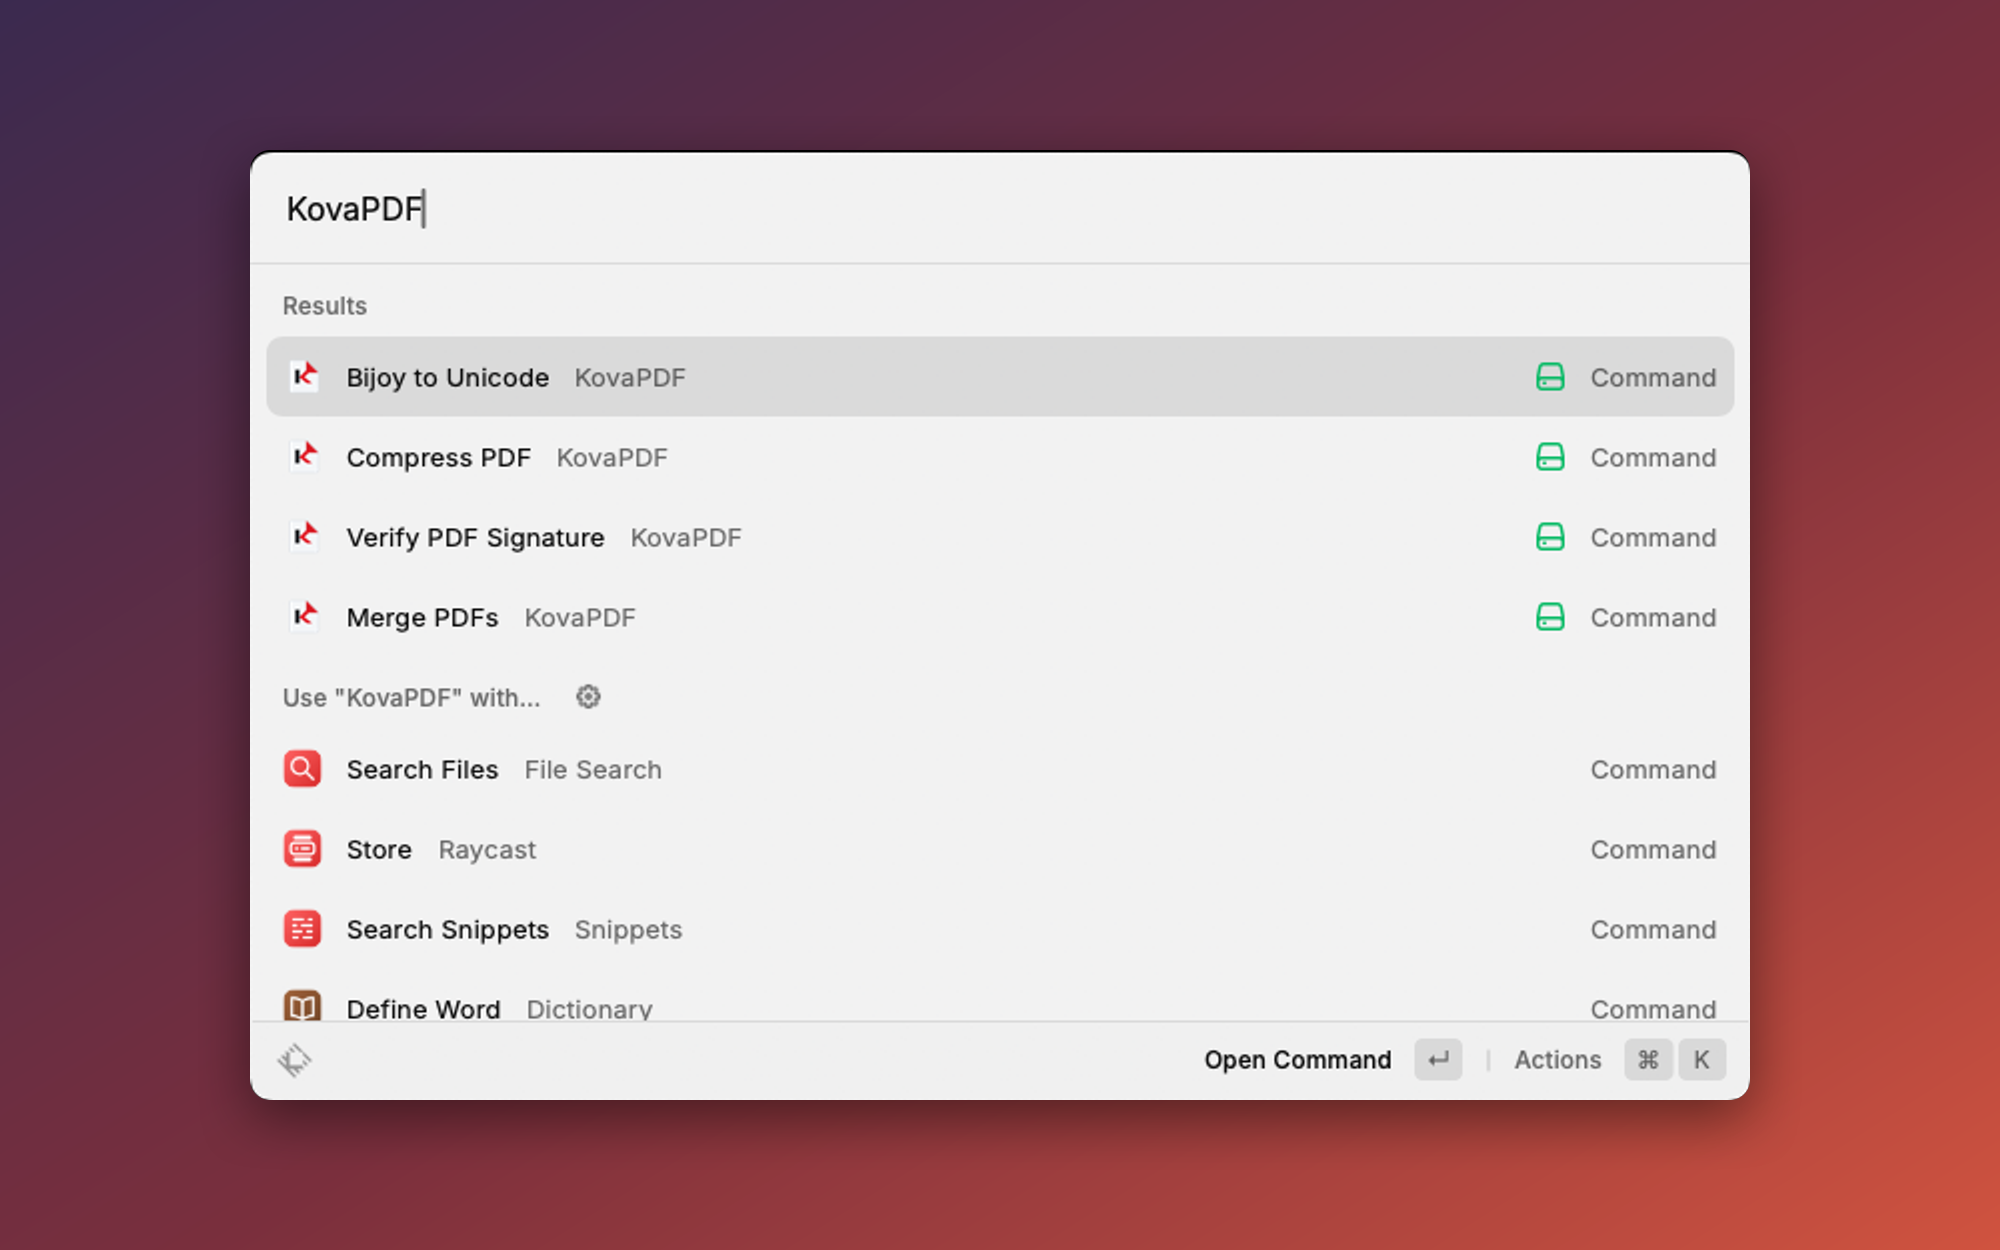 KovaPDF
Results
Bijoy to Unicode KovaPDF Command
Compress PDF KovaPDF Command
Verify PDF Signature KovaPDF Command
Merge PDFs KovaPDF Command
Use "KovaPDF" with...
Search Files File Search Command
Store Raycast Command
Search Snippets Snippets Command
Define Word Dictionary Command
Open Command ↵ | Actions ⌘ K